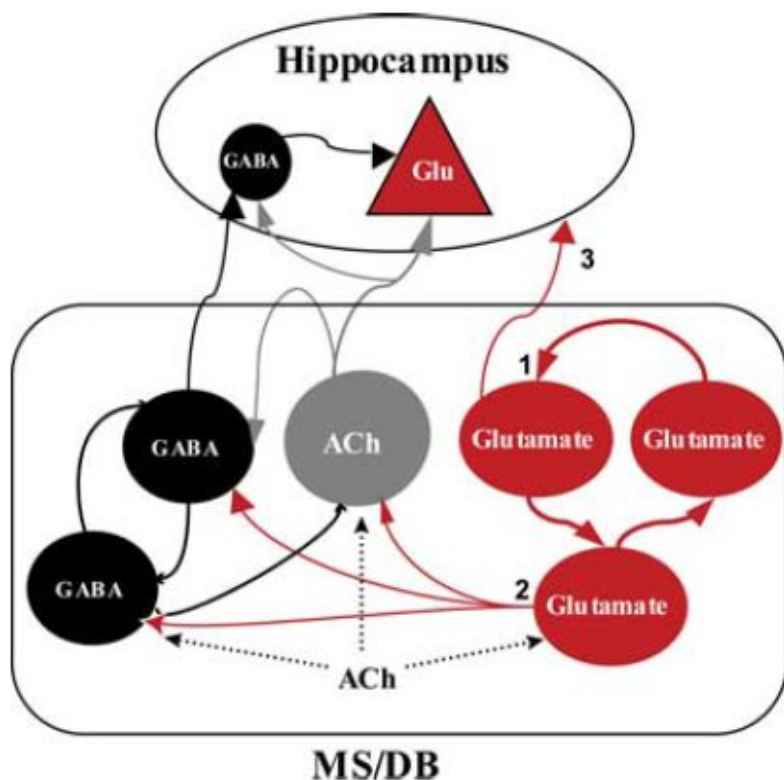 Hippocampus
GABA
Glu
3
1
GABA
ACh
Glutamate
Glutamate
GABA
2
Glutamate
ACh
MS/DB